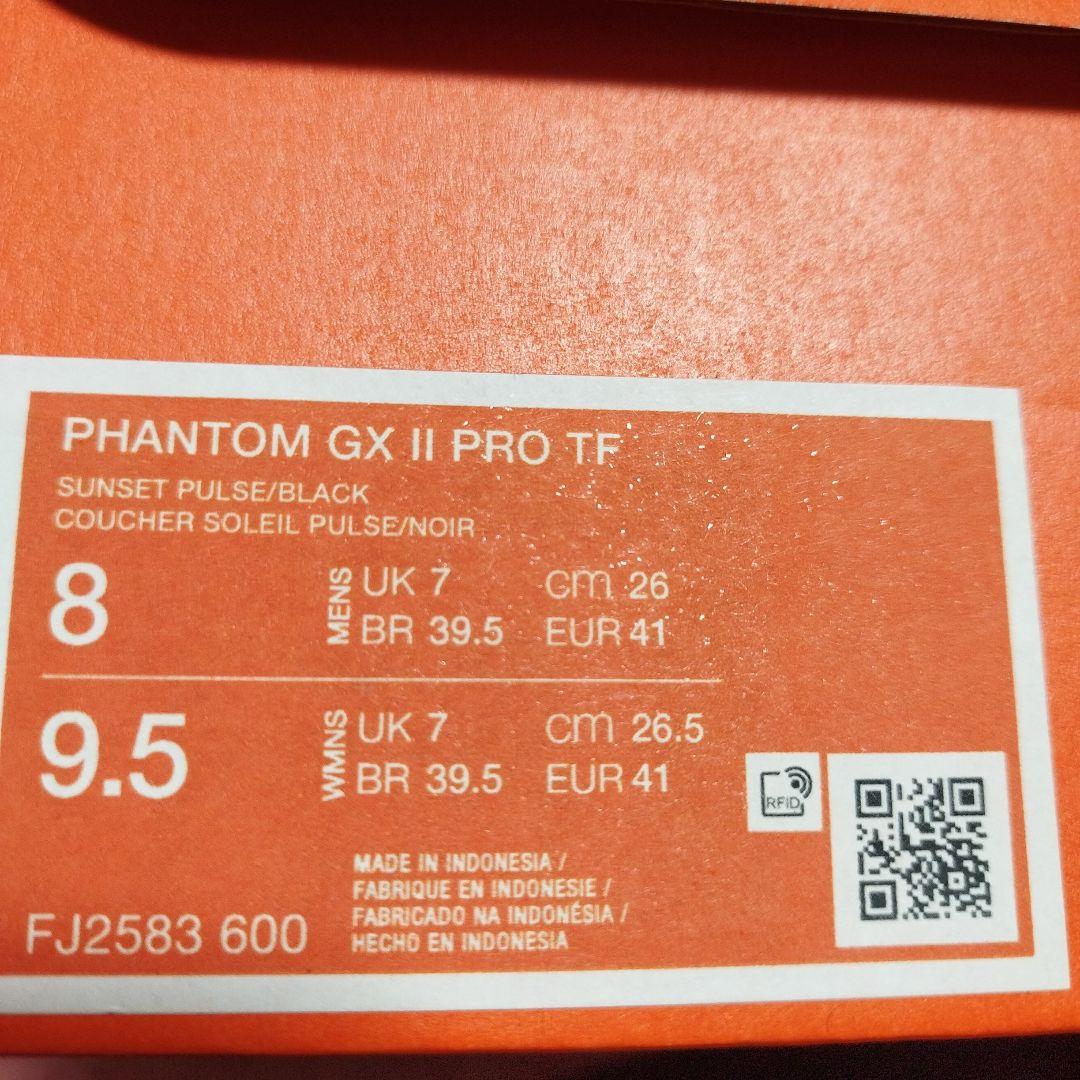 PHANTOM GX II PRO TF
SUNSET PULSE/BLACK
COUCHER SOLEIL PULSE/NOIR
8 MENS UK 7 cm 26
BR 39.5 EUR 41
9.5 WMNS UK 7 cm 26.5
BR 39.5 EUR 41
RFID
MADE IN INDONESIA /
FABRIQUE EN INDONESIE /
FABRICADO NA INDONÉSIA /
HECHO EN INDONESIA
FJ2583 600